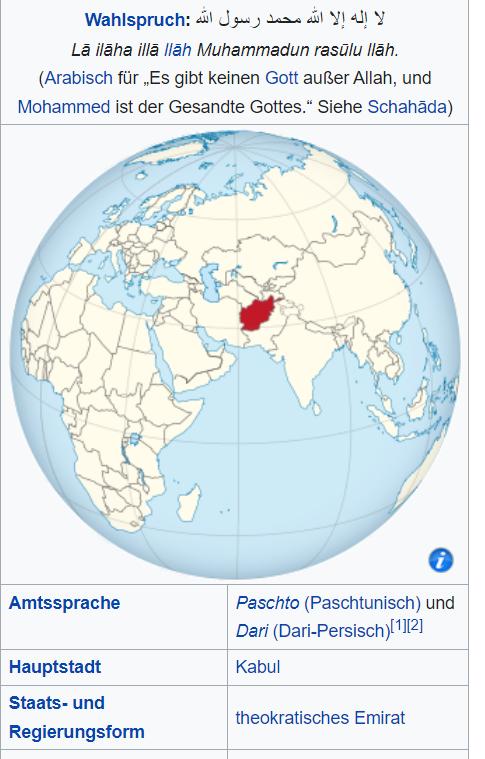 Wahlspruch: لا إله إلا الله محمد رسول الله
Lā ilāha illā llāh Muhammadun rasūlu llāh.
(Arabisch für „Es gibt keinen Gott außer Allah, und
Mohammed ist der Gesandte Gottes.“ Siehe Schahāda)
i
Amtssprache
Paschto (Paschtunisch) und
Dari (Dari-Persisch)[1][2]
Hauptstadt
Kabul
Staats- und
Regierungsform
theokratisches Emirat